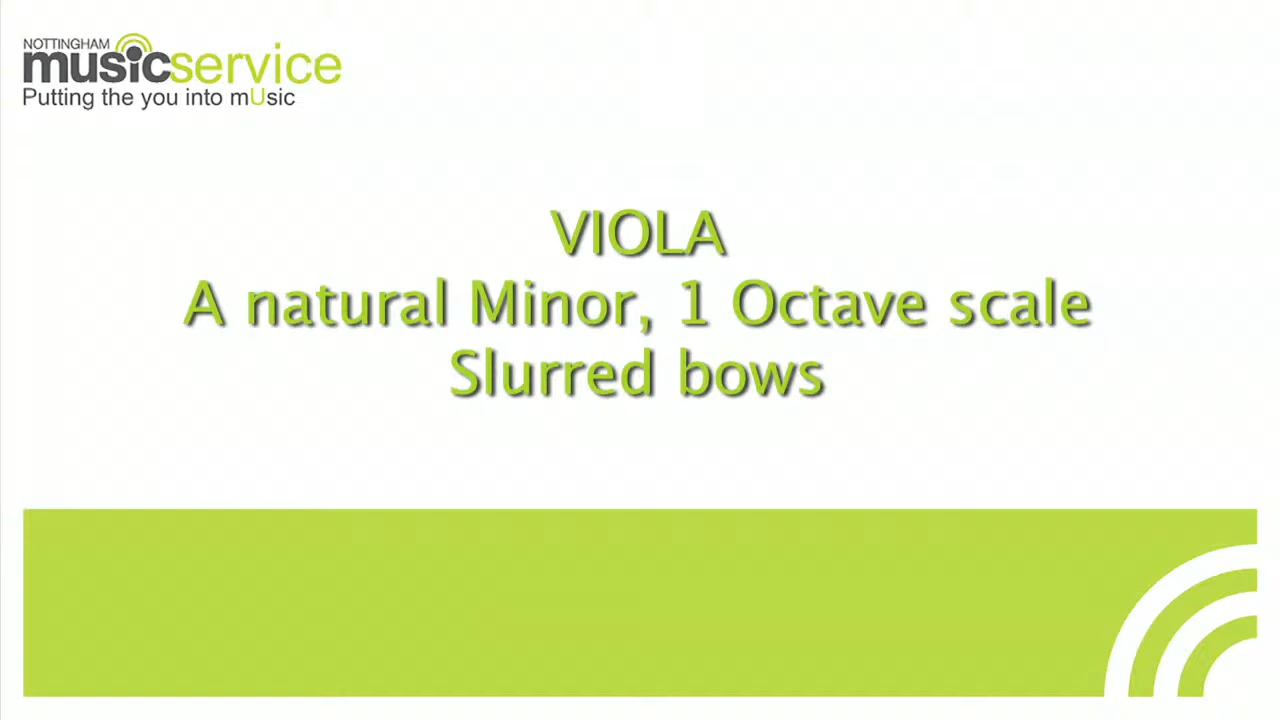 NOTTINGHAM
musicservice
Putting the you into mUsic
VIOLA
A natural Minor, 1 Octave scale
Slurred bows